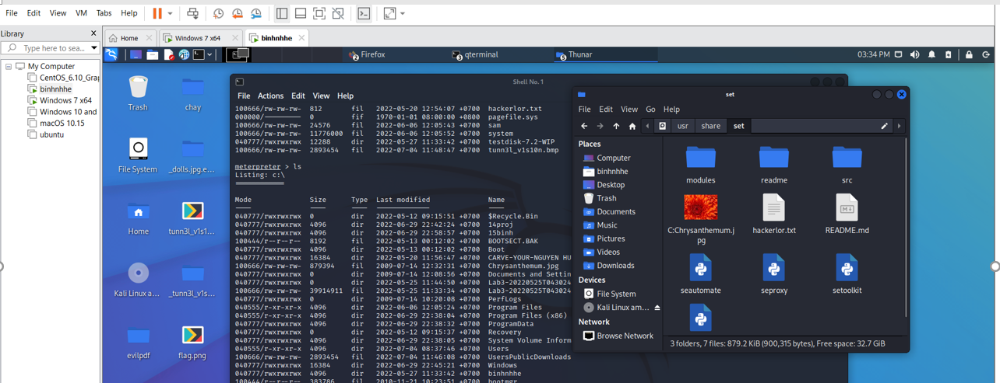 File Edit View VM Tabs Help
Library
Type here to sea...
My Computer
CentOS_6.10_Grap
binhnhhe
Windows 7 x64
Windows 10 and
macOS 10.15
ubuntu
Home
Windows 7 x64
binhnhhe
2 Firefox
3 qterminal
5 Thunar
03:34 PM
Trash
chay
File System
_dolls.jpg.e...
Home
tunn3l_v1s1...
Kali Linux a...
_tunn3l_v1s...
evilpdf
flag.png
Shell No. 1
File Actions Edit View Help
100666/rw-rw-rw- 812 fil 2022-05-20 12:54:07 +0700 hackerlor.txt
000000/--------- 0 fif 1970-01-01 08:00:00 +0800 pagefile.sys
100666/rw-rw-rw- 24576 fil 2022-06-06 12:05:43 +0700 sam
100666/rw-rw-rw- 11776000 fil 2022-06-06 12:05:52 +0700 system
040777/rwxrwxrwx 12288 dir 2022-05-27 11:33:42 +0700 testdisk-7.2-WIP
100666/rw-rw-rw- 2893454 fil 2022-07-04 11:48:47 +0700 tunn3l_v1s10n.bmp
meterpreter > ls
Listing: c:\
Mode Size Type Last modified Name
040777/rwxrwxrwx 0 dir 2022-05-12 09:15:51 +0700 $Recycle.Bin
040777/rwxrwxrwx 4096 dir 2022-06-29 22:42:24 +0700 14proj
040777/rwxrwxrwx 4096 dir 2022-06-29 22:58:57 +0700 15binh
100444/r--r--r-- 8192 fil 2022-05-13 00:12:02 +0700 BOOTSECT.BAK
040777/rwxrwxrwx 4096 dir 2022-05-13 00:12:02 +0700 Boot
040777/rwxrwxrwx 16384 dir 2022-05-20 11:56:47 +0700 CARVE-YOUR-NGUYEN HU
100666/rw-rw-rw- 879394 fil 2009-07-14 12:32:31 +0700 Chrysanthemum.jpg
040777/rwxrwxrwx 0 dir 2009-07-14 12:08:56 +0700 Documents and Settin
040777/rwxrwxrwx 0 dir 2022-05-25 11:44:50 +0700 Lab3-20220525T043024
100666/rw-rw-rw- 39914911 fil 2022-05-25 11:33:34 +0700 Lab3-20220525T043024
040777/rwxrwxrwx 0 dir 2009-07-14 10:20:08 +0700 PerfLogs
040555/r-xr-xr-x 4096 dir 2022-06-06 12:05:24 +0700 Program Files
040555/r-xr-xr-x 4096 dir 2022-06-29 22:38:04 +0700 Program Files (x86)
040777/rwxrwxrwx 4096 dir 2022-06-29 22:38:32 +0700 ProgramData
040777/rwxrwxrwx 0 dir 2022-05-12 09:15:37 +0700 Recovery
040777/rwxrwxrwx 4096 dir 2022-06-29 22:38:05 +0700 System Volume Inform
040555/r-xr-xr-x 4096 dir 2022-07-04 08:37:46 +0700 Users
100666/rw-rw-rw- 2893454 fil 2022-07-04 11:46:08 +0700 UsersPublicDownloads
040777/rwxrwxrwx 16384 dir 2022-06-29 22:45:21 +0700 Windows
040777/rwxrwxrwx 4096 dir 2022-05-27 11:33:42 +0700 binhnhhe
100444/r--r--r-- 383786 fil 2010-11-21 10:23:51 +0700 bootmgr
set
File Edit View Go Help
usr share set
Places
Computer
binhnhhe
Desktop
Trash
Documents
Music
Pictures
Videos
Downloads
Devices
File System
Kali Linux am...
Network
Browse Network
modules
readme
src
C:Chrysanthemum.j
pg
hackerlor.txt
README.md
seautomate
seproxy
setoolkit
3 folders, 7 files: 879.2 KiB (900,315 bytes), Free space: 32.7 GiB